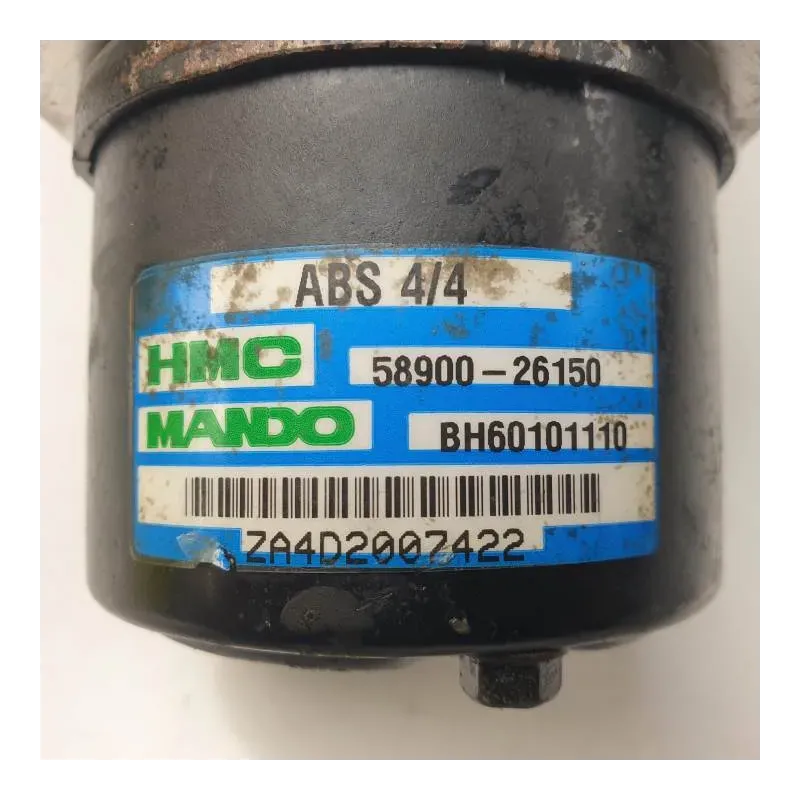 ABS 4/4
HMC 58900-26150
MANDO BH60101110
ZA4D2007422